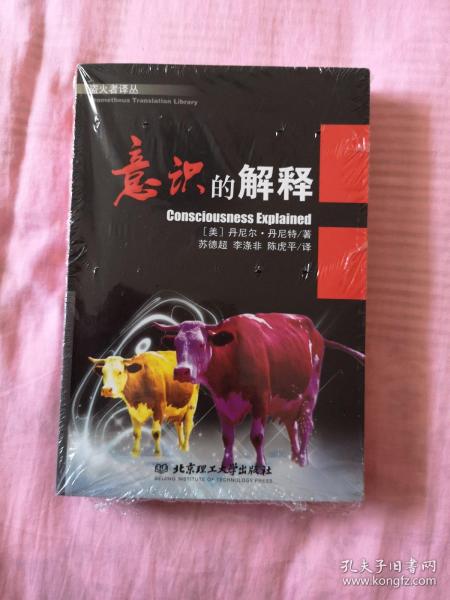 盗火者译丛
Prometheus Translation Library
意识的解释
Consciousness Explained
［美］丹尼尔·丹尼特/著
苏德超 李涤非 陈虎平/译
北京理工大学出版社
BEIJING INSTITUTE OF TECHNOLOGY PRESS
孔夫子旧书网
www.kongfz.com